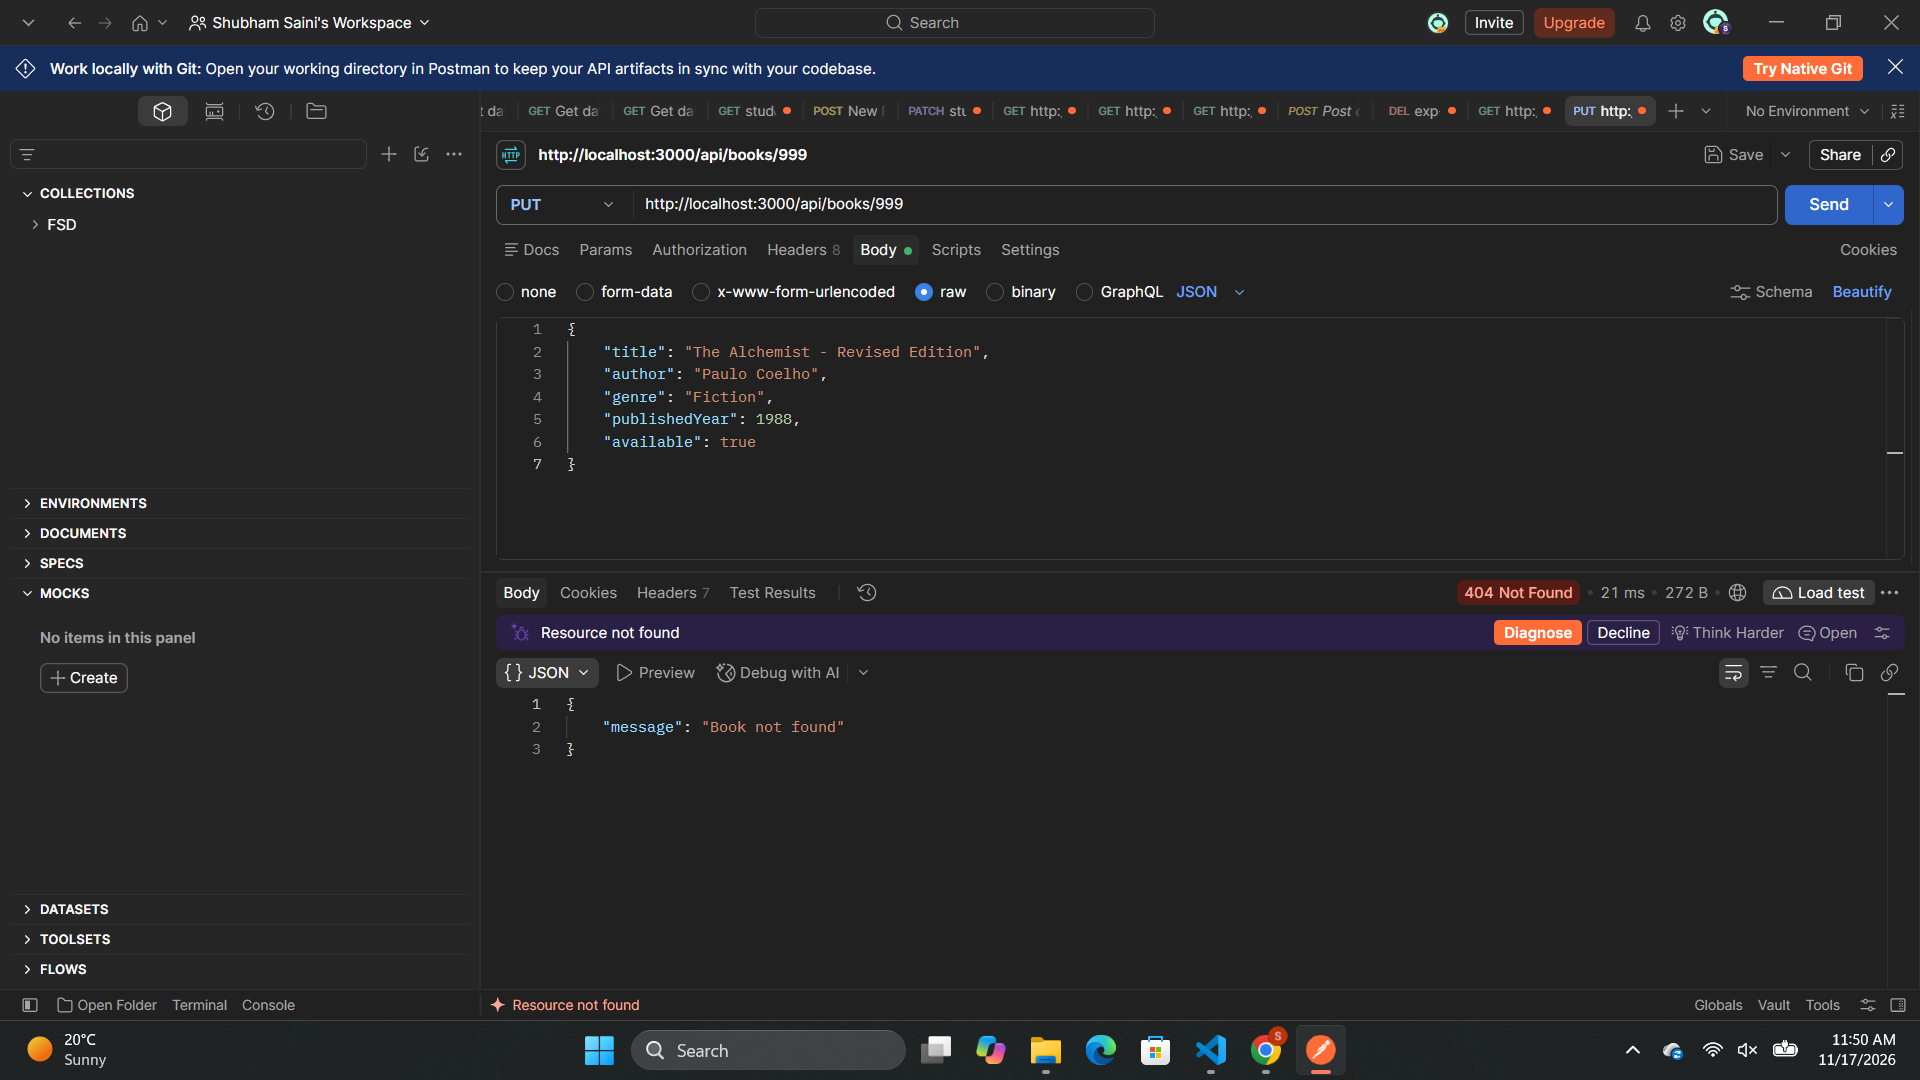 Shubham Saini's Workspace
Search
Invite
Upgrade
Work locally with Git: Open your working directory in Postman to keep your API artifacts in sync with your codebase.
Try Native Git
t da
GET Get da
GET Get da
GET stud
POST New
PATCH stu
GET http:,
GET http:,
GET http:,
POST Post
DEL exp
GET http:,
PUT http:,
No Environment
HTTP http://localhost:3000/api/books/999
Save
Share
PUT
http://localhost:3000/api/books/999
Send
Docs
Params
Authorization
Headers 8
Body
Scripts
Settings
Cookies
none
form-data
x-www-form-urlencoded
raw
binary
GraphQL
JSON
Schema
Beautify
1 {
2 "title": "The Alchemist - Revised Edition",
3 "author": "Paulo Coelho",
4 "genre": "Fiction",
5 "publishedYear": 1988,
6 "available": true
7 }
COLLECTIONS
FSD
ENVIRONMENTS
DOCUMENTS
SPECS
MOCKS
No items in this panel
Create
DATASETS
TOOLSETS
FLOWS
Body
Cookies
Headers 7
Test Results
404 Not Found
21 ms
272 B
Load test
Resource not found
Diagnose
Decline
Think Harder
Open
{} JSON
Preview
Debug with AI
1 {
2 "message": "Book not found"
3 }
Open Folder
Terminal
Console
Resource not found
Globals
Vault
Tools
20°C
Sunny
Search
S
11:50 AM
11/17/2026